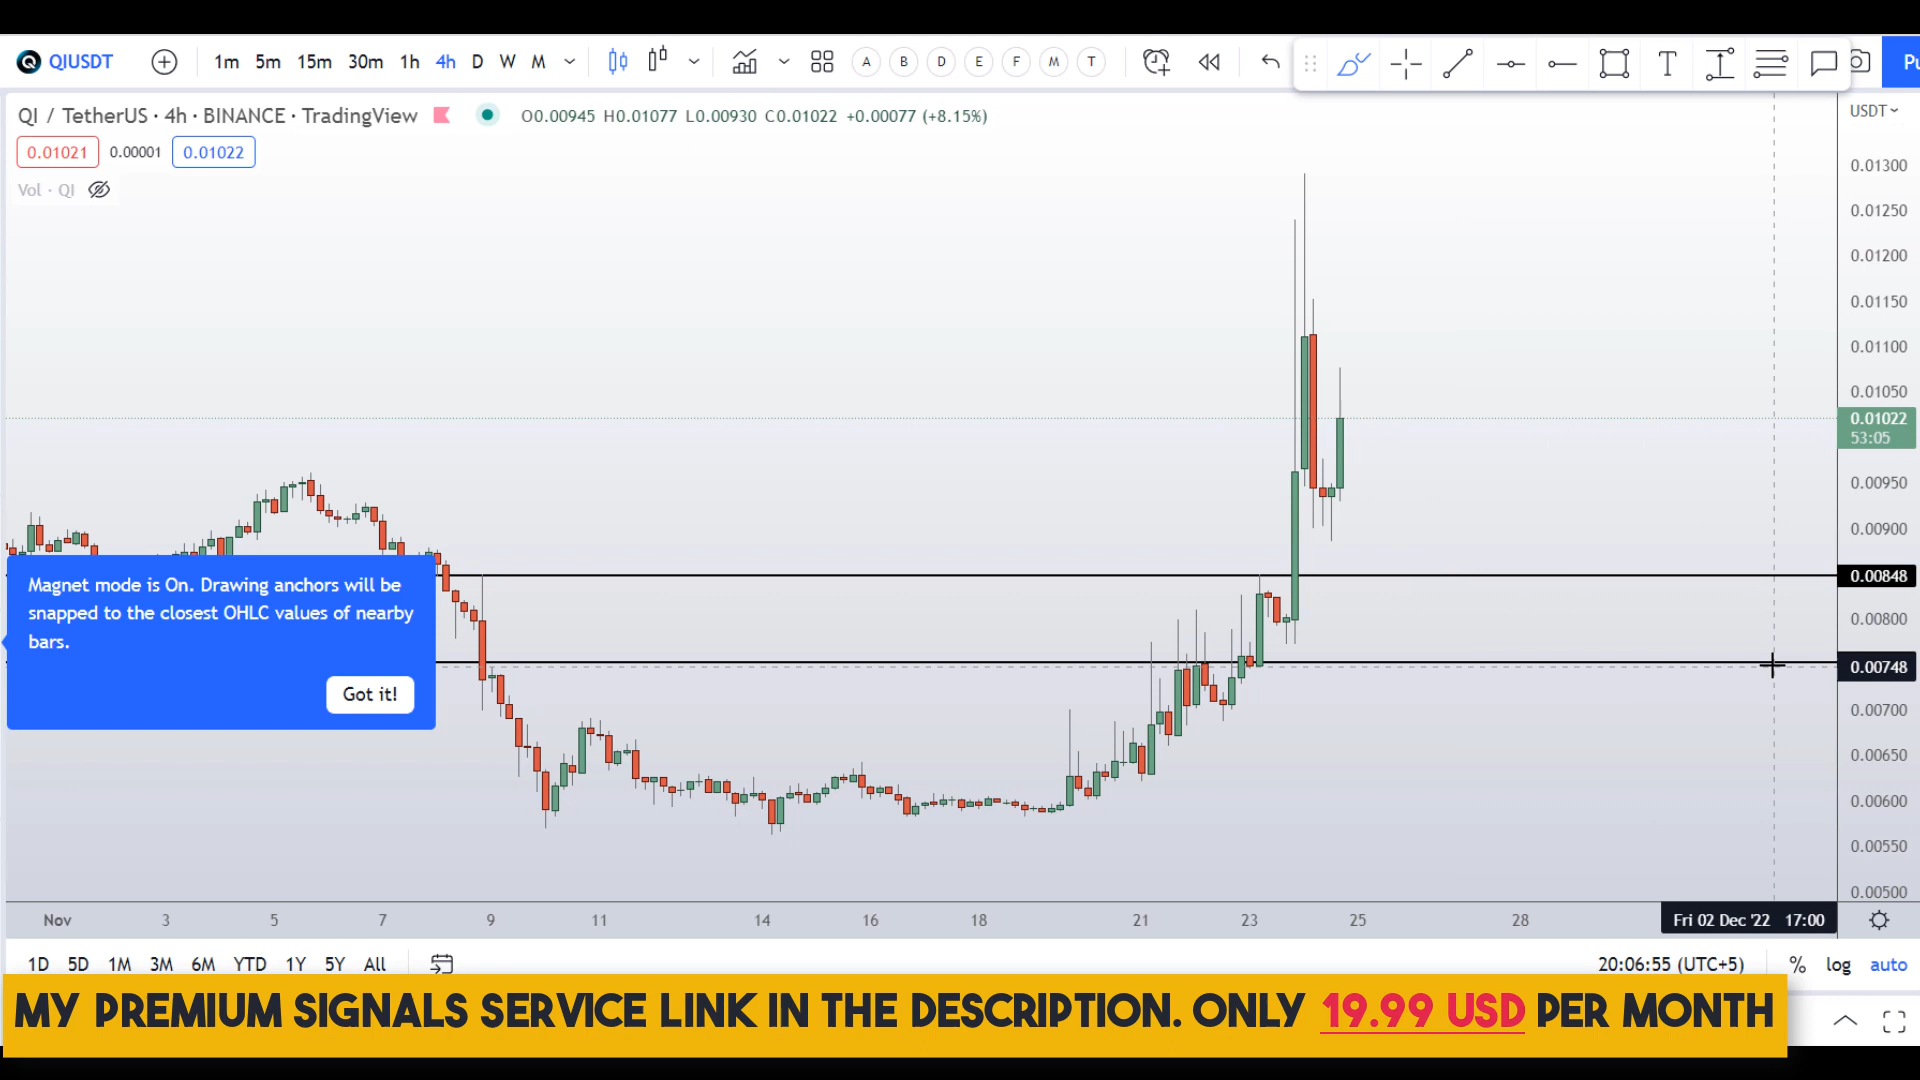 QIUSDT 1m 5m 15m 30m 1h 4h D W M A B D E F M T T Pu
QI / TetherUS · 4h · BINANCE · TradingView O0.00945 H0.01077 L0.00930 C0.01022 +0.00077 (+8.15%) USDT
0.01021 0.00001 0.01022
Vol · QI
0.01300
0.01250
0.01200
0.01150
0.01100
0.01050
0.01022
53:05
0.00950
0.00900
0.00848
0.00800
0.00748
0.00700
0.00650
0.00600
0.00550
0.00500
Magnet mode is On. Drawing anchors will be
snapped to the closest OHLC values of nearby
bars.
Got it!
Nov 3 5 7 9 11 14 16 18 21 23 25 28 Fri 02 Dec '22 17:00
1D 5D 1M 3M 6M YTD 1Y 5Y All 20:06:55 (UTC+5) % log auto
MY PREMIUM SIGNALS SERVICE LINK IN THE DESCRIPTION. ONLY 19.99 USD PER MONTH